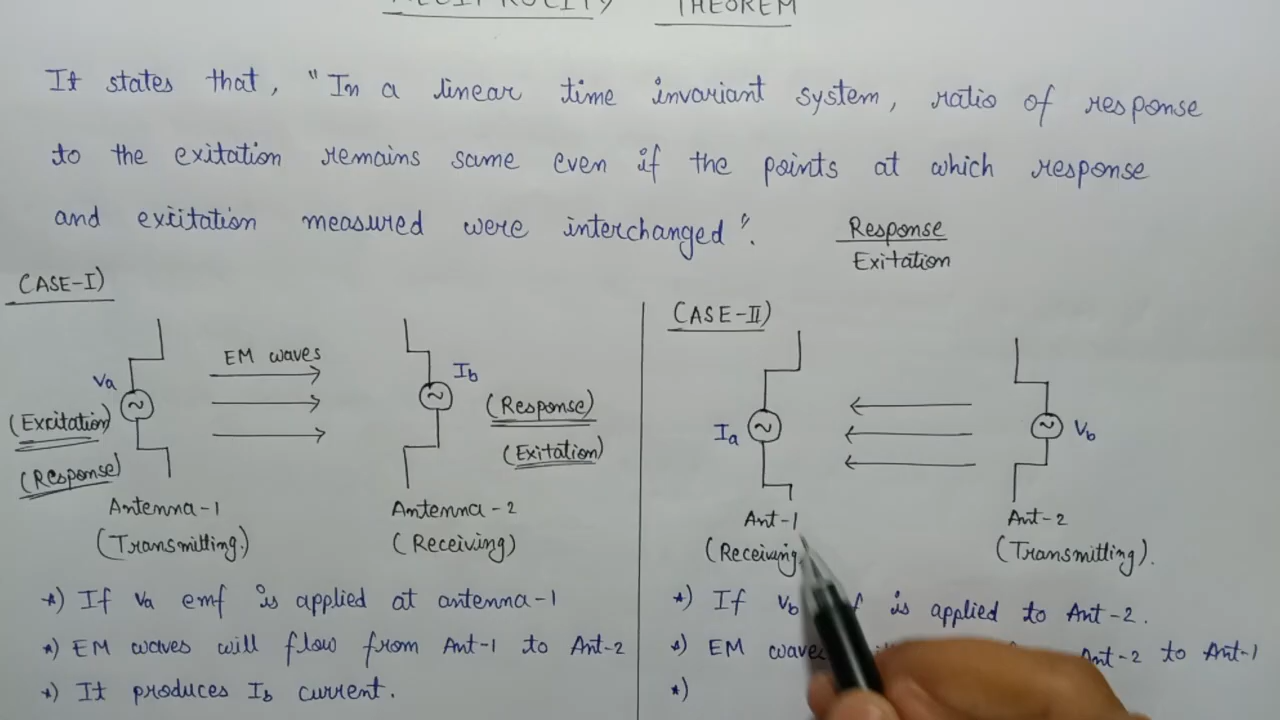 THEOREM
It states that, "In a linear time invariant system, ratio of response
to the exitation remains same even if the points at which response
and exiitation measured were interchanged".
Response
Exitation
CASE-I)
EM waves
Va
Ib
(Excitation)
(Response)
(Response)
(Exitation)
Antenna-1
Antenna-2
(Transmitting)
(Receiving)
*) If Va emf is applied at antenna-1
*) EM waves will flow from Ant-1 to Ant-2
*) It produces Ib current.
CASE-II)
Ia
Vb
Ant-1
Ant-2
(Receiving
(Transmitting).
*) If Vb is applied to Ant-2.
*) EM waves Ant-2 to Ant-1
*)